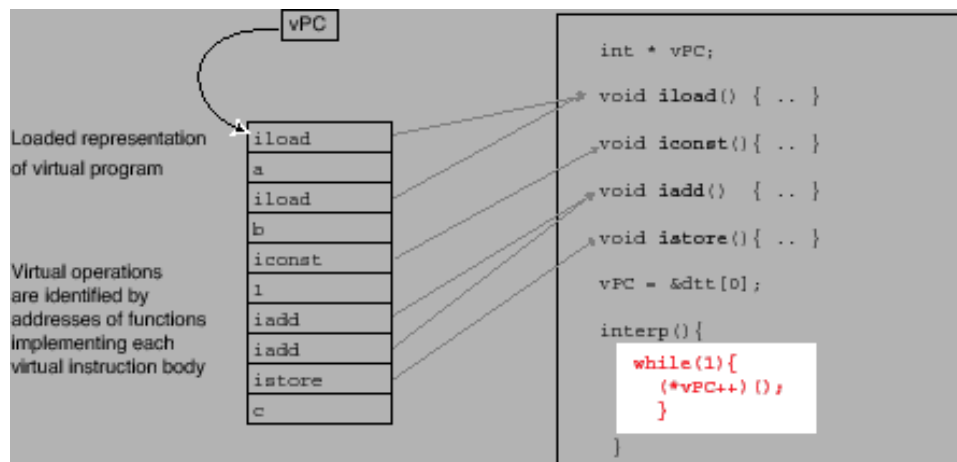 vPC
Loaded representation
of virtual program
Virtual operations
are identified by
addresses of functions
implementing each
virtual instruction body
iload
a
iload
b
iconst
1
iadd
iadd
istore
c
int * vPC;
void iload() { .. }
void iconst(){ .. }
void iadd() { .. }
void istore(){ .. }
vPC = &dtt[0];
interp(){
while(1){
(*vPC++)();
}
}